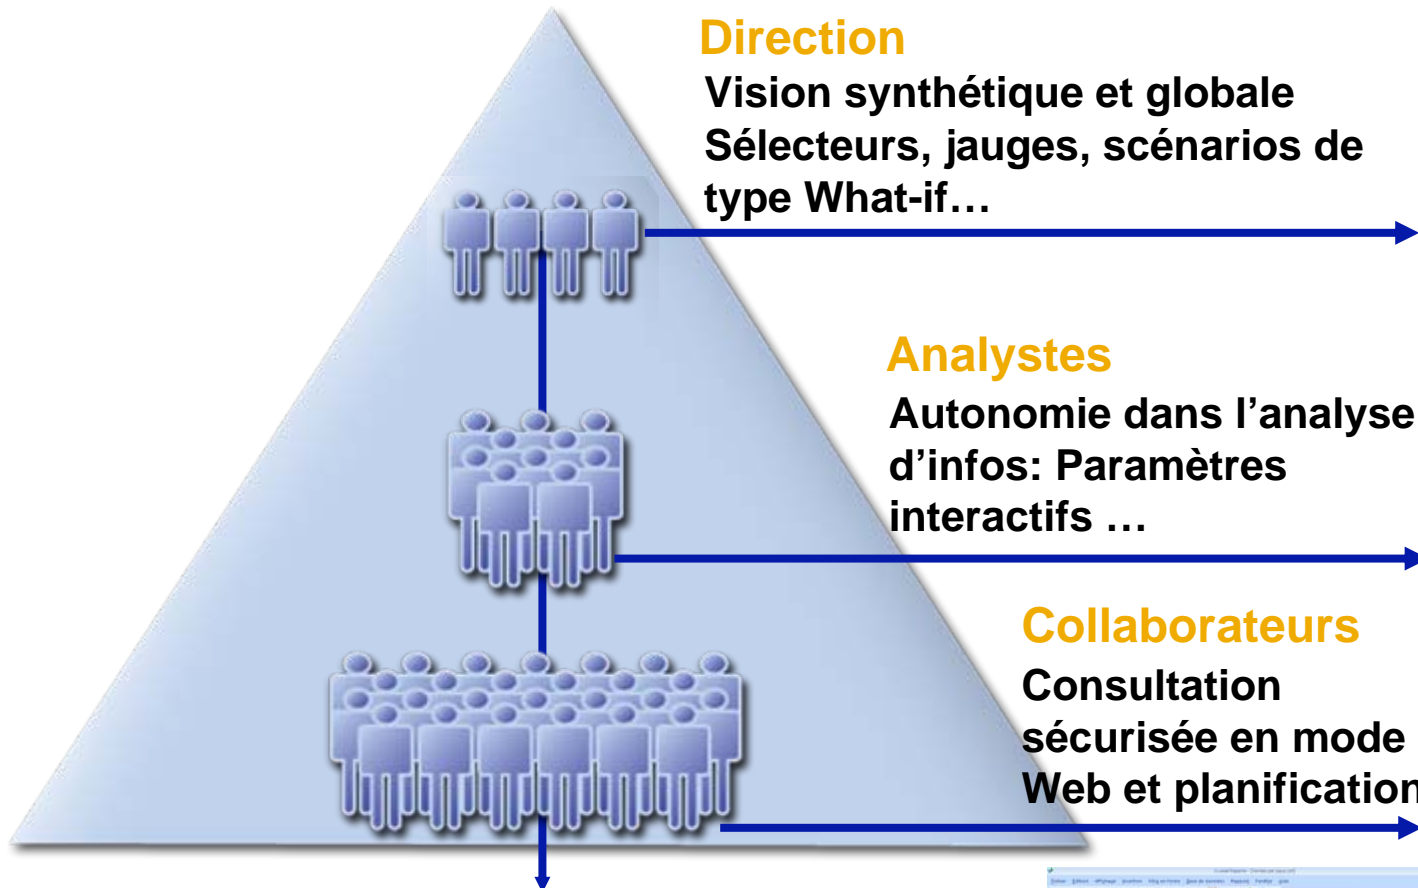 Direction
Vision synthétique et globale
Sélecteurs, jauges, scénarios de
type What-if…
Analystes
Autonomie dans l’analyse
d’infos: Paramètres
interactifs …
Collaborateurs
Consultation
sécurisée en mode
Web et planification